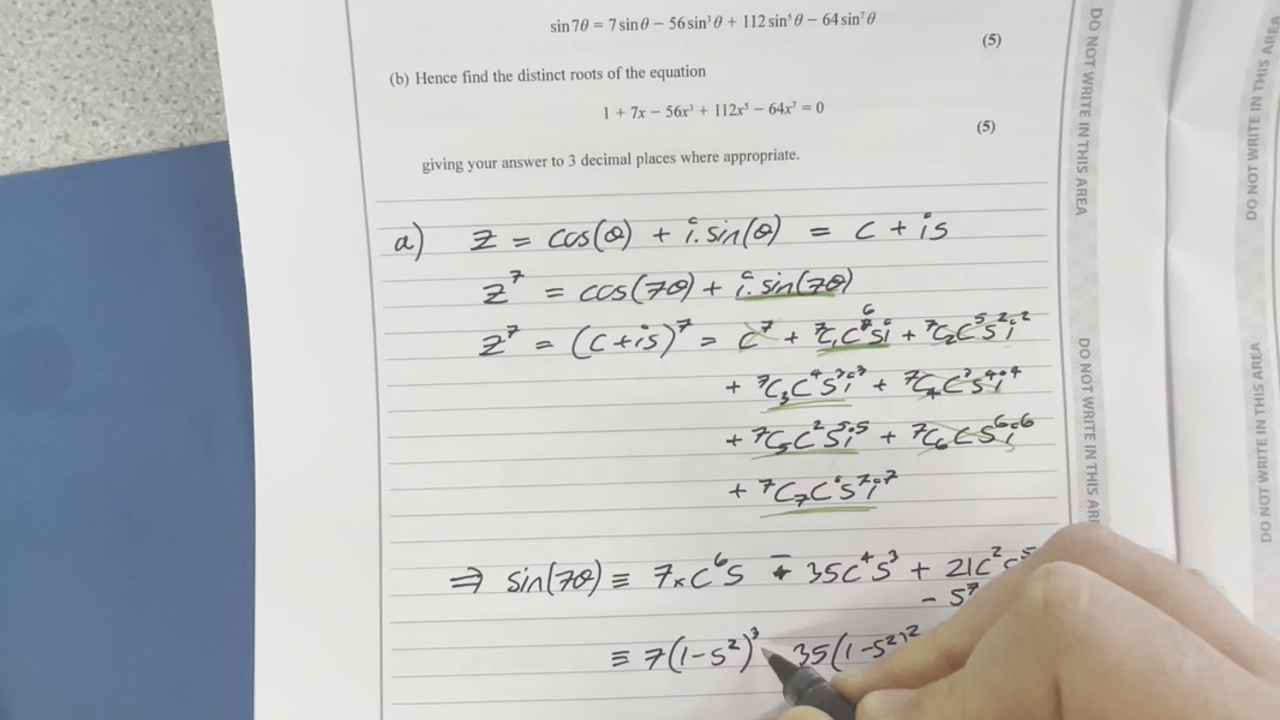 sin 7θ = 7 sin θ − 56 sin³ θ + 112 sin⁵ θ − 64 sin⁷ θ
(5)
(b) Hence find the distinct roots of the equation
1 + 7x − 56x³ + 112x⁵ − 64x⁷ = 0
(5)
giving your answer to 3 decimal places where appropriate.
a) z = cos(θ) + i.sin(θ) = c + is
z⁷ = cos(7θ) + i.sin(7θ)
z⁷ = (c+is)⁷ = c⁷ + ⁷C₁c⁶si + ⁷C₂c⁵s²i²
+ ⁷C₃c⁴s³i³ + ⁷C₄c³s⁴i⁴
+ ⁷C₅c²s⁵i⁵ + ⁷C₆cs⁶i⁶
+ ⁷C₇c⁰s⁷i⁷
⇒ sin(7θ) ≡ 7×c⁶s − 35c⁴s³ + 21c²s⁵
− s⁷
≡ 7(1−s²)³ 35(1−s²)²
DO NOT WRITE IN THIS AREA
DO NOT WRITE IN THIS AR
DO NOT WRITE IN THIS AREA
DO NOT WRITE IN THIS AREA